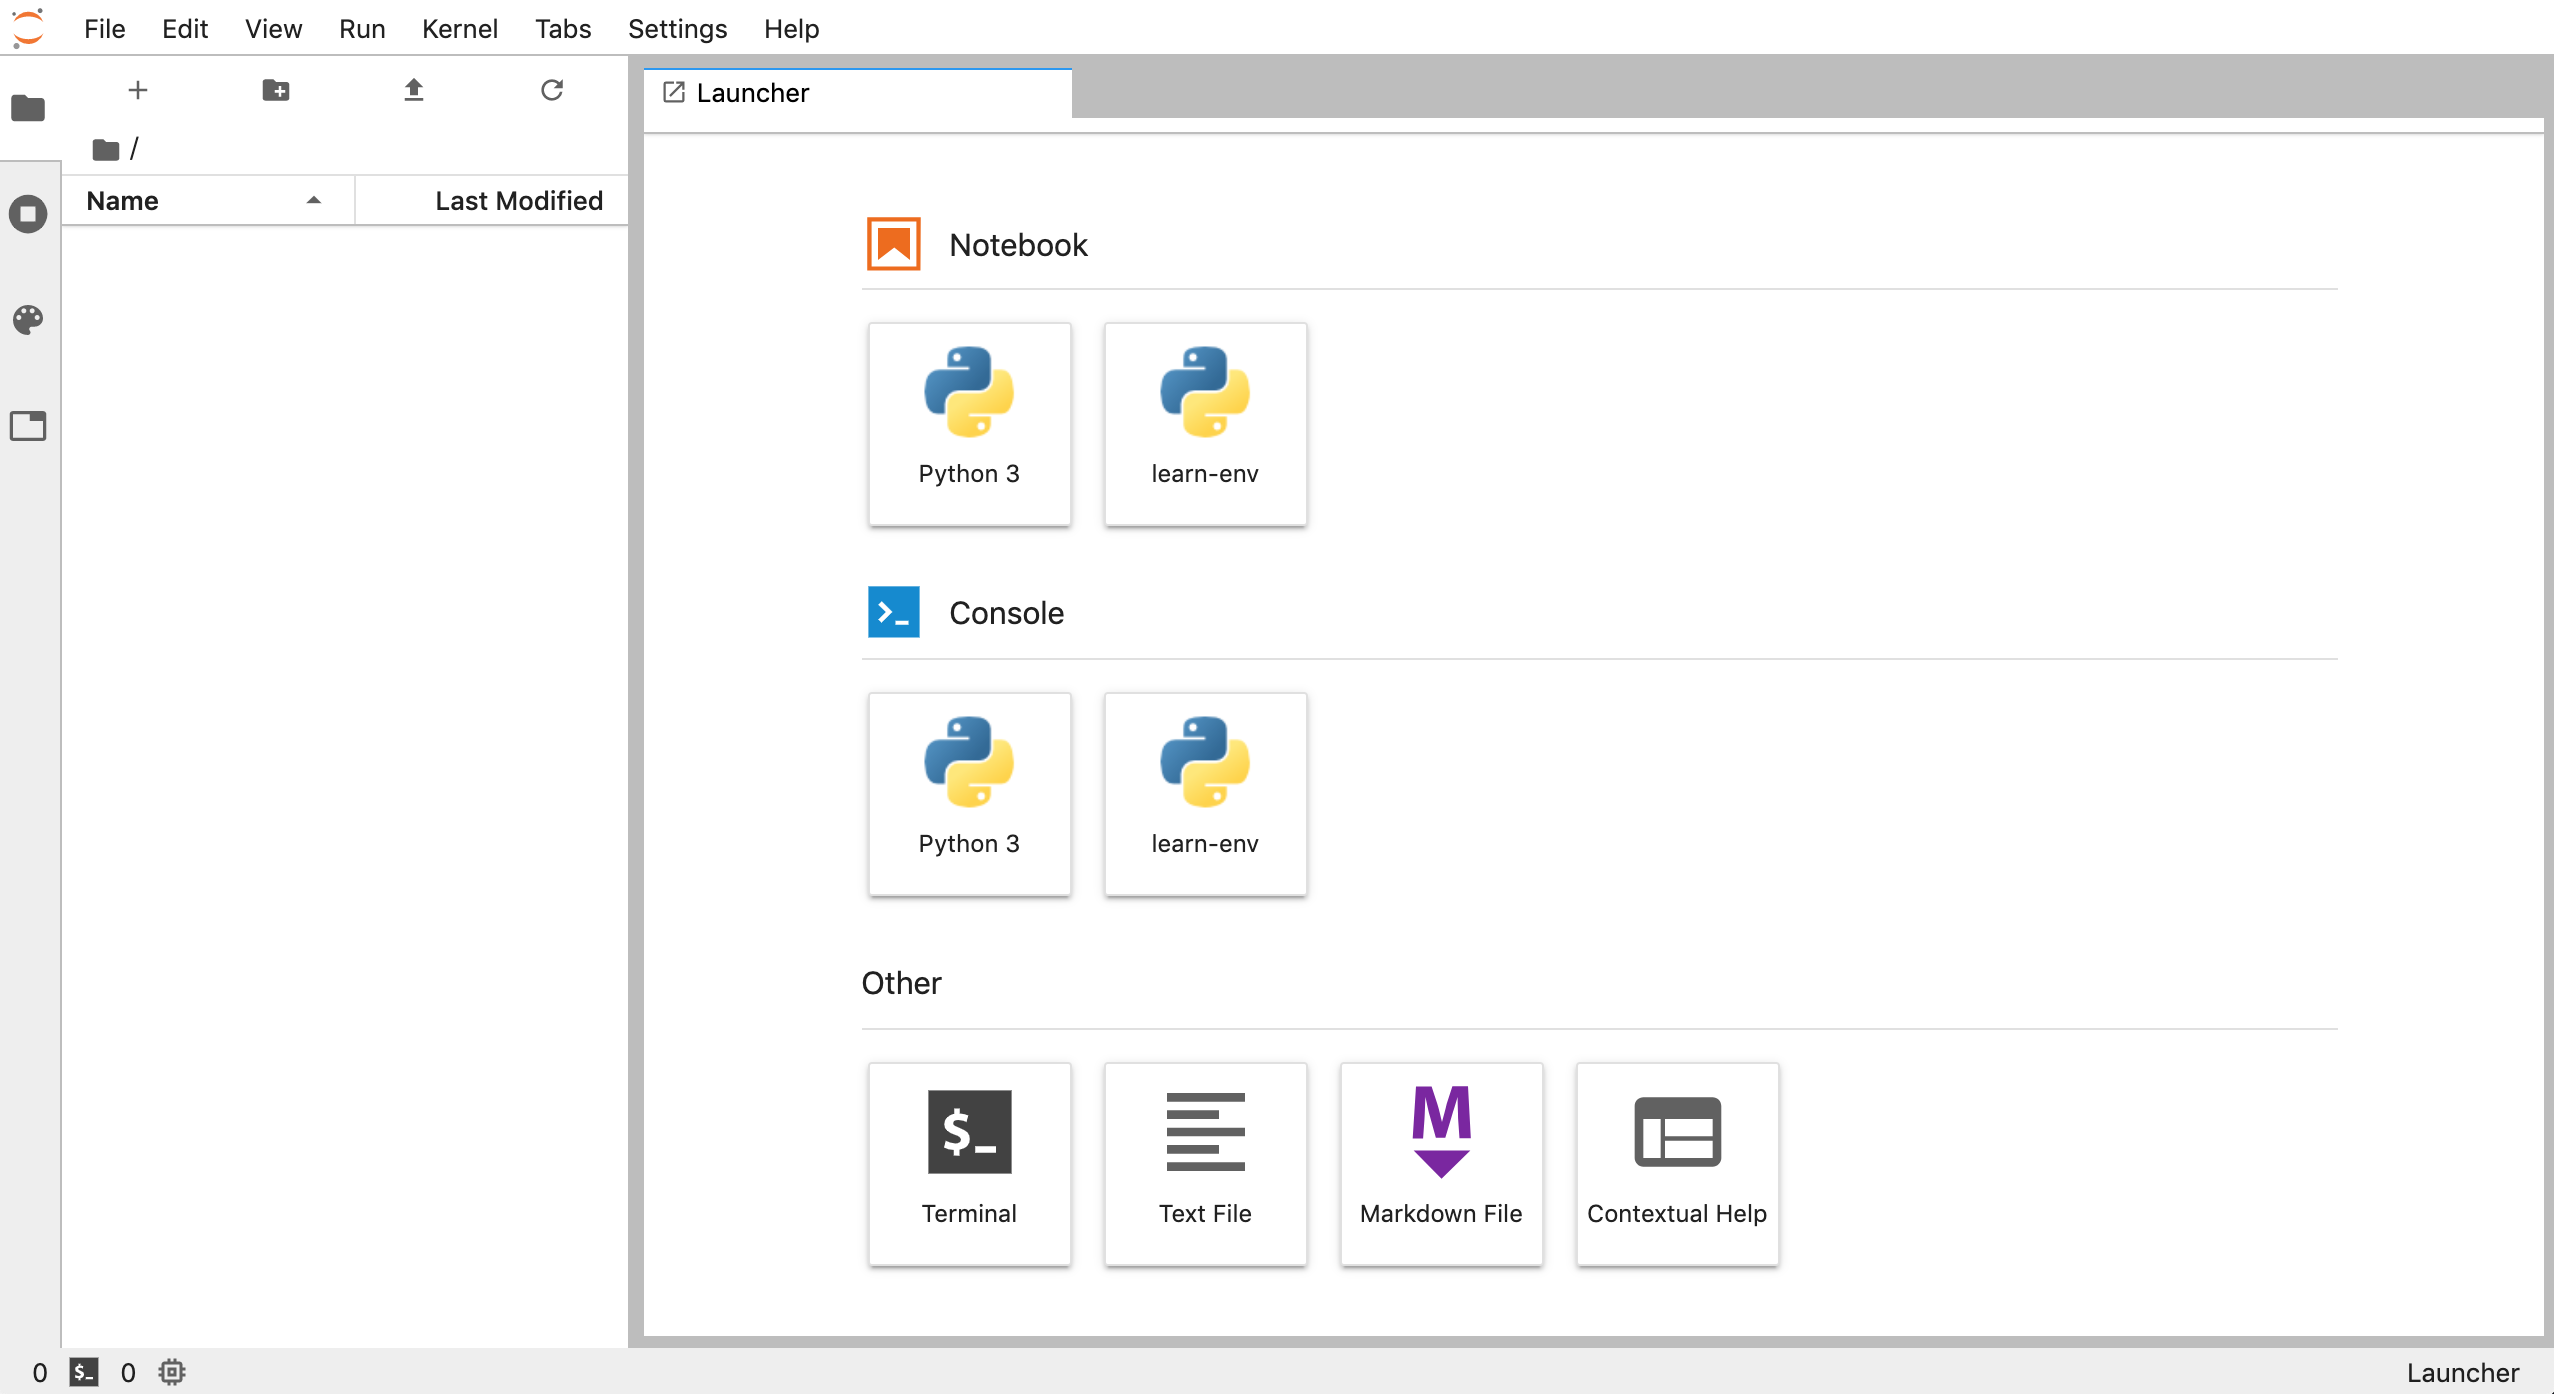 File Edit View Run Kernel Tabs Settings Help
Launcher
/
Name Last Modified
Notebook
Python 3 learn-env
Console
Python 3 learn-env
Other
$_
M
Terminal Text File Markdown File Contextual Help
0 $_ 0 Launcher